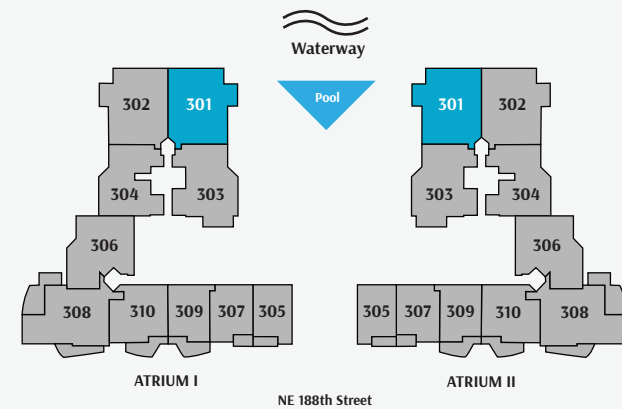 Waterway
302 301 Pool 301 302
304 303 303 304
306 306
308 310 309 307 305 305 307 309 310 308
ATRIUM I ATRIUM II
NE 188th Street